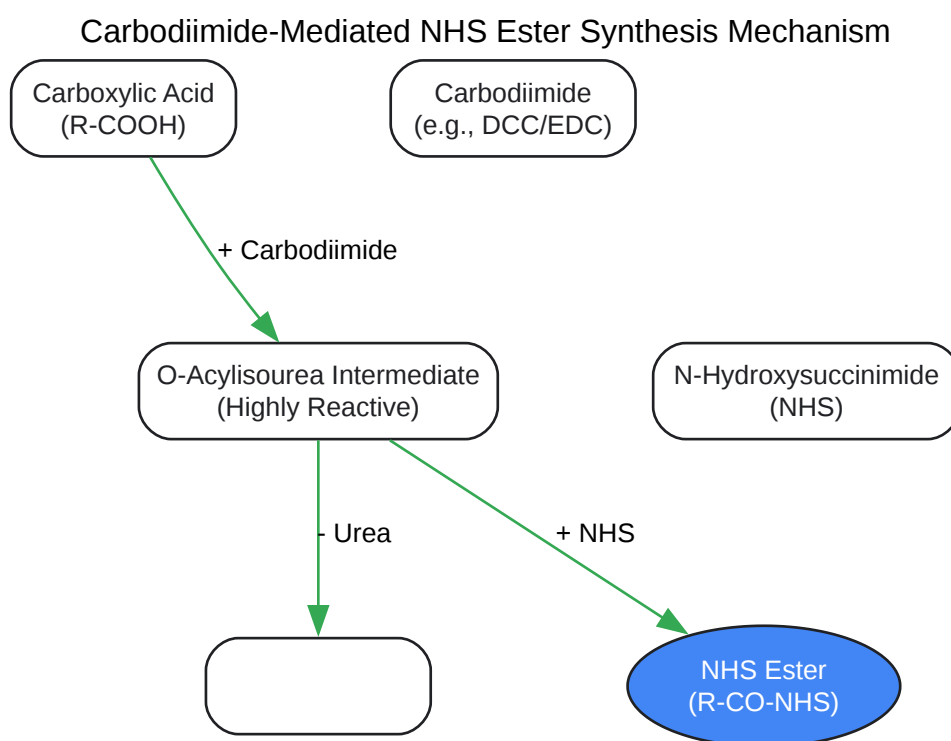 Carbodiimide-Mediated NHS Ester Synthesis Mechanism
Carboxylic Acid
(R-COOH)
Carbodiimide
(e.g., DCC/EDC)
+ Carbodiimide
O-Acylisourea Intermediate
(Highly Reactive)
N-Hydroxysuccinimide
(NHS)
- Urea
+ NHS
NHS Ester
(R-CO-NHS)